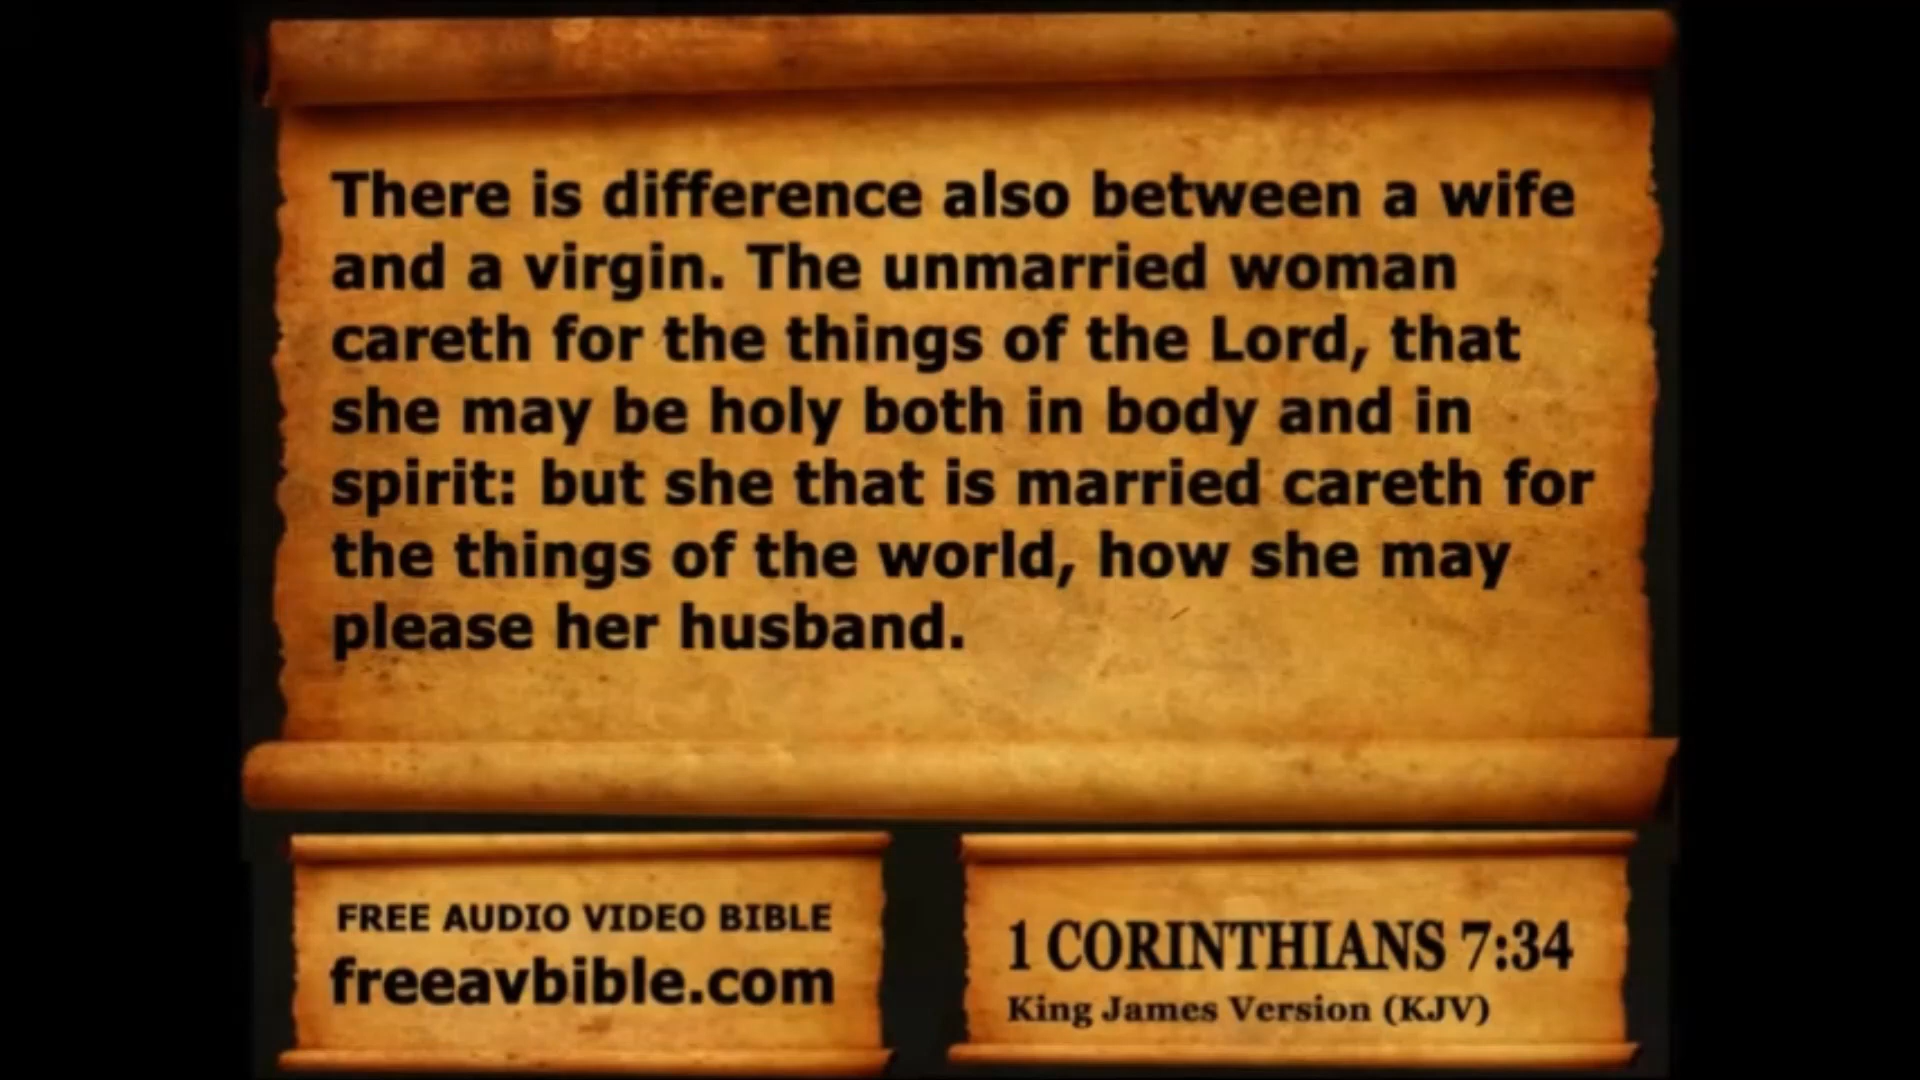 There is difference also between a wife
and a virgin. The unmarried woman
careth for the things of the Lord, that
she may be holy both in body and in
spirit: but she that is married careth for
the things of the world, how she may
please her husband.
FREE AUDIO VIDEO BIBLE
freeavbible.com
1 CORINTHIANS 7:34
King James Version (KJV)